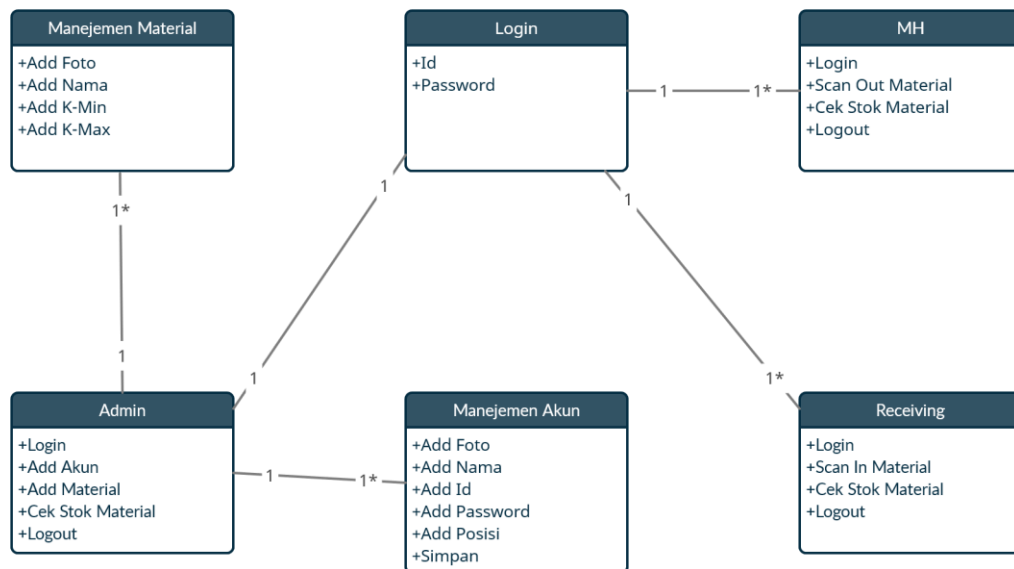 Manejemen Material
+Add Foto
+Add Nama
+Add K-Min
+Add K-Max
Login
+Id
+Password
MH
+Login
+Scan Out Material
+Cek Stok Material
+Logout
1
1*
1*
1
1
1
1
1*
Admin
+Login
+Add Akun
+Add Material
+Cek Stok Material
+Logout
1
1*
Manejemen Akun
+Add Foto
+Add Nama
+Add Id
+Add Password
+Add Posisi
+Simpan
Receiving
+Login
+Scan In Material
+Cek Stok Material
+Logout